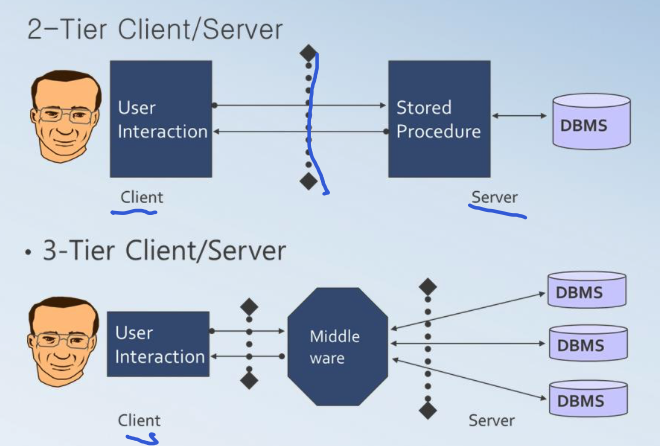 2-Tier Client/Server
User
Interaction
Stored
Procedure
DBMS
Client
Server
• 3-Tier Client/Server
User
Interaction
Middle
ware
DBMS
DBMS
DBMS
Client
Server